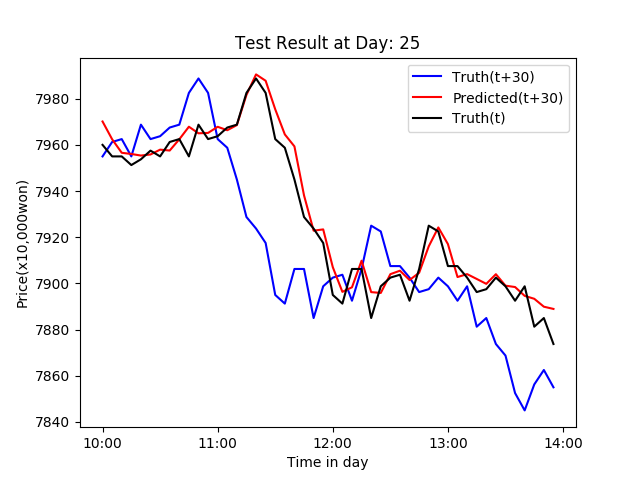 Test Result at Day: 25
Truth(t+30)
Predicted(t+30)
Truth(t)
Price(x10,000won)
7980
7960
7940
7920
7900
7880
7860
7840
10:00 11:00 12:00 13:00 14:00
Time in day